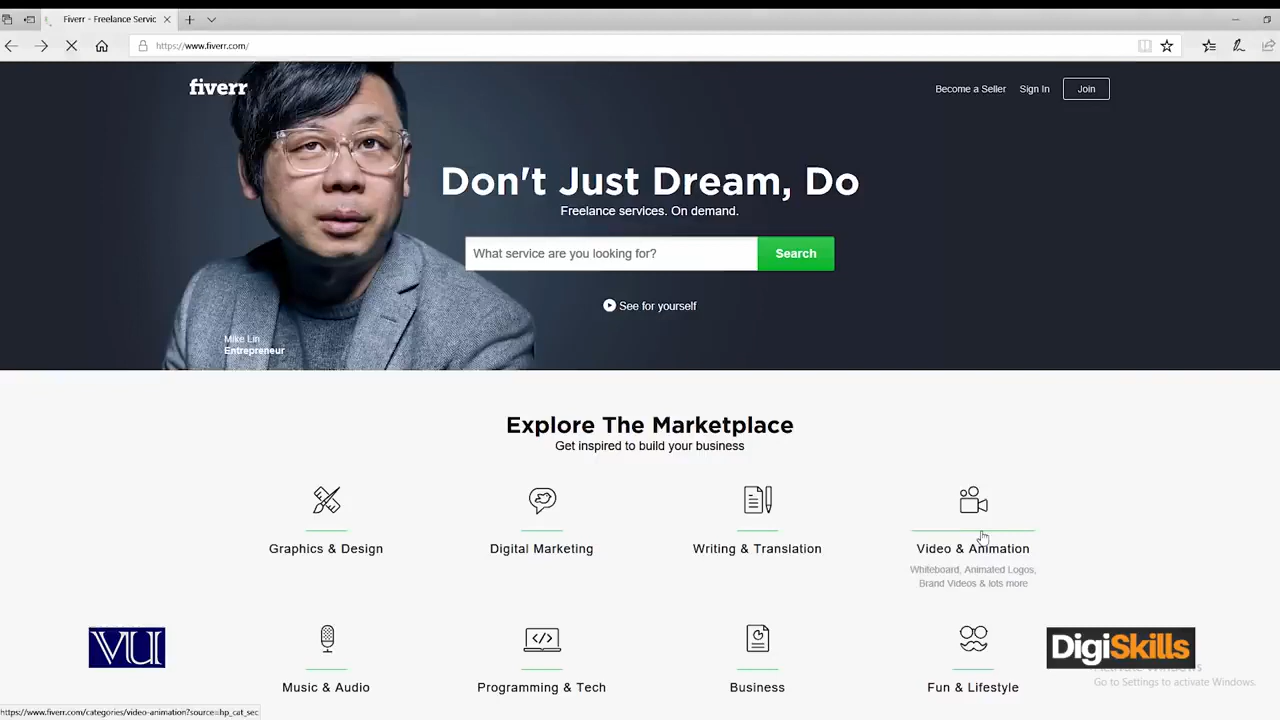 Fiverr - Freelance Servic
https://www.fiverr.com/
fiverr
Become a Seller
Sign In
Join
Don't Just Dream, Do
Freelance services. On demand.
What service are you looking for?
Search
See for yourself
Mike Lin
Entrepreneur
Explore The Marketplace
Get inspired to build your business
Graphics & Design
Digital Marketing
Writing & Translation
Video & Animation
Whiteboard, Animated Logos,
Brand Videos & lots more
VU
DigiSkills
Music & Audio
Programming & Tech
Business
Fun & Lifestyle
Activate Windows
Go to Settings to activate Windows.
https://www.fiverr.com/categories/video-animation?source=hp_cat_sec